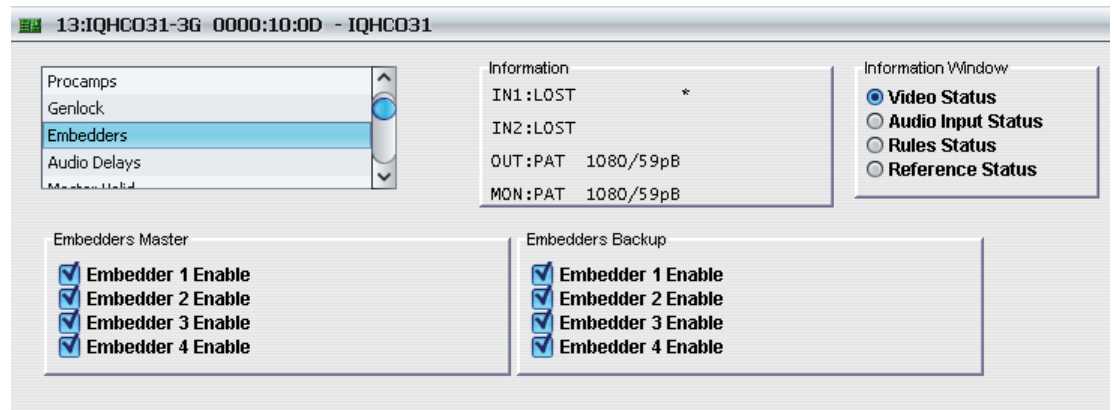 13:IQHCO31-3G 0000:10:0D - IQHCO31
Procamps
Genlock
Embedders
Audio Delays
Information
IN1:LOST *
IN2:LOST
OUT:PAT 1080/59pB
MON:PAT 1080/59pB
Information Window
Video Status
Audio Input Status
Rules Status
Reference Status
Embedders Master
Embedder 1 Enable
Embedder 2 Enable
Embedder 3 Enable
Embedder 4 Enable
Embedders Backup
Embedder 1 Enable
Embedder 2 Enable
Embedder 3 Enable
Embedder 4 Enable